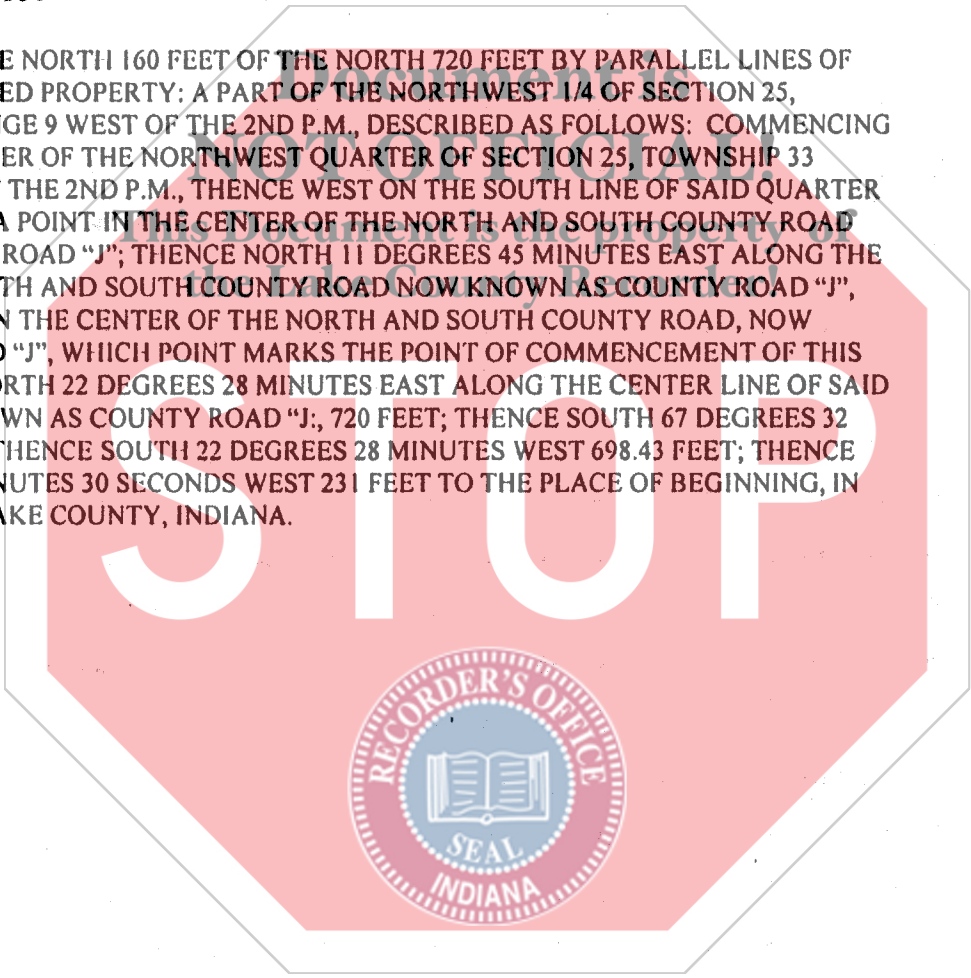 E NORTH 160 FEET OF THE NORTH 720 FEET BY PARALLEL LINES OF
ED PROPERTY: A PART OF THE NORTHWEST 1/4 OF SECTION 25,
GE 9 WEST OF THE 2ND P.M., DESCRIBED AS FOLLOWS: COMMENCING
ER OF THE NORTHWEST QUARTER OF SECTION 25, TOWNSHIP 33
THE 2ND P.M., THENCE WEST ON THE SOUTH LINE OF SAID QUARTER
A POINT IN THE CENTER OF THE NORTH AND SOUTH COUNTY ROAD
ROAD “J”; THENCE NORTH 11 DEGREES 45 MINUTES EAST ALONG THE
TH AND SOUTH COUNTY ROAD NOW KNOWN AS COUNTY ROAD “J”,
N THE CENTER OF THE NORTH AND SOUTH COUNTY ROAD, NOW
D “J”, WHICH POINT MARKS THE POINT OF COMMENCEMENT OF THIS
RTH 22 DEGREES 28 MINUTES EAST ALONG THE CENTER LINE OF SAID
WN AS COUNTY ROAD “J:, 720 FEET; THENCE SOUTH 67 DEGREES 32
THENCE SOUTH 22 DEGREES 28 MINUTES WEST 698.43 FEET; THENCE
NUTES 30 SECONDS WEST 231 FEET TO THE PLACE OF BEGINNING, IN
AKE COUNTY, INDIANA.
Document is
NOT OFFICIAL!
This Document is the property of
the Lake County Recorder!
STOP
RECORDER'S OFFICE
SEAL
INDIANA